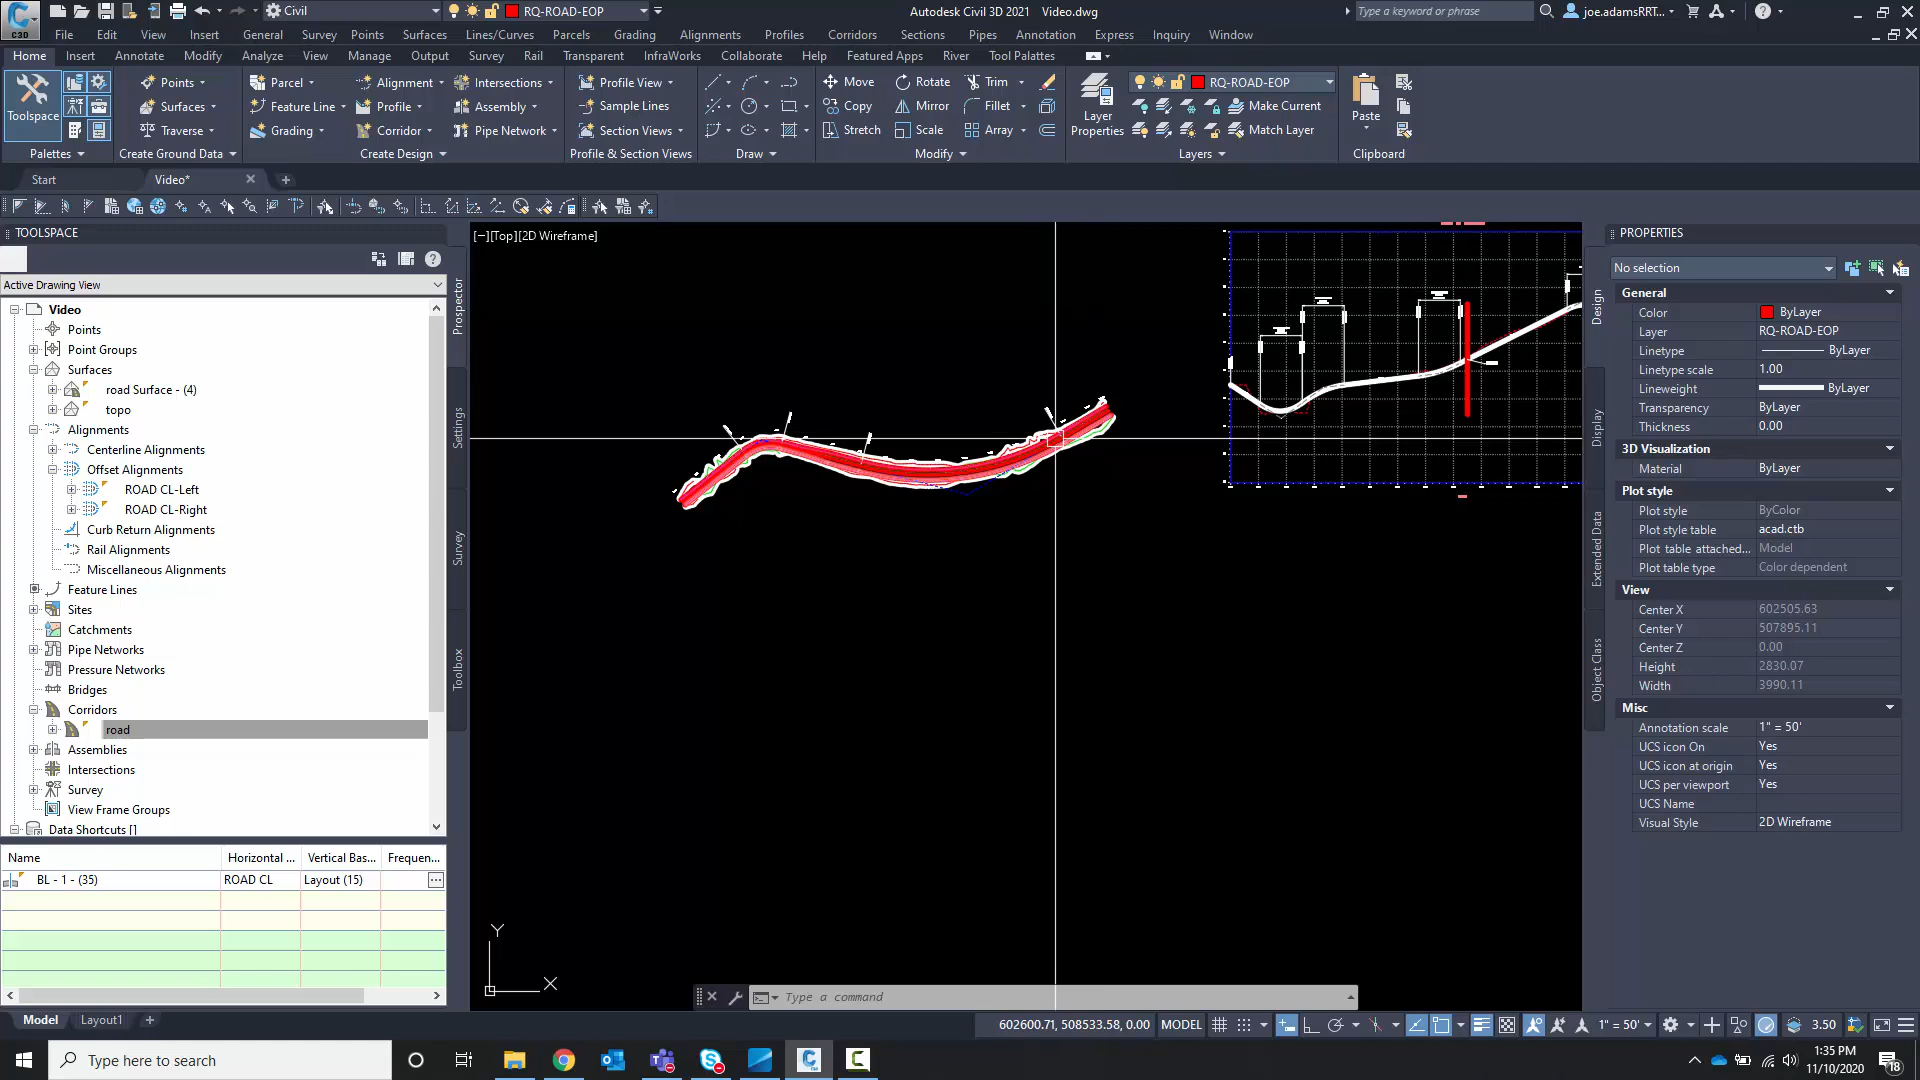 Civil
RQ-ROAD-EOP
Autodesk Civil 3D 2021 Video.dwg
Type a keyword or phrase
joe.adamsRRT...
C3D
File Edit View Insert General Survey Points Surfaces Lines/Curves Parcels Grading Alignments Profiles Corridors Sections Pipes Annotation Express Inquiry Window
Home Insert Annotate Modify Analyze View Manage Output Survey Rail Transparent InfraWorks Collaborate Help Featured Apps River Tool Palettes
Toolspace
Palettes
Points
Surfaces
Traverse
Create Ground Data
Parcel
Feature Line
Grading
Alignment
Profile
Corridor
Intersections
Assembly
Pipe Network
Create Design
Profile View
Sample Lines
Section Views
Profile & Section Views
Draw
Move
Copy
Stretch
Rotate
Mirror
Scale
Trim
Fillet
Array
Modify
Layer Properties
RQ-ROAD-EOP
Make Current
Match Layer
Layers
Paste
Clipboard
Start
Video*
TOOLSPACE
Active Drawing View
Video
Points
Point Groups
Surfaces
road Surface - (4)
topo
Alignments
Centerline Alignments
Offset Alignments
ROAD CL-Left
ROAD CL-Right
Curb Return Alignments
Rail Alignments
Miscellaneous Alignments
Feature Lines
Sites
Catchments
Pipe Networks
Pressure Networks
Bridges
Corridors
road
Assemblies
Intersections
Survey
View Frame Groups
Data Shortcuts []
Prospector
Settings
Survey
Toolbox
Name Horizontal ... Vertical Bas... Frequen...
BL - 1 - (35) ROAD CL Layout (15) ...
[−][Top][2D Wireframe]
Y
X
Type a command
PROPERTIES
No selection
Design
Display
Extended Data
Object Class
General
Color ByLayer
Layer RQ-ROAD-EOP
Linetype ByLayer
Linetype scale 1.00
Lineweight ByLayer
Transparency ByLayer
Thickness 0.00
3D Visualization
Material ByLayer
Plot style
Plot style ByColor
Plot style table acad.ctb
Plot table attached... Model
Plot table type Color dependent
View
Center X 602505.63
Center Y 507895.11
Center Z 0.00
Height 2830.07
Width 3990.11
Misc
Annotation scale 1" = 50'
UCS icon On Yes
UCS icon at origin Yes
UCS per viewport Yes
UCS Name
Visual Style 2D Wireframe
Model Layout1
602600.71, 508533.58, 0.00 MODEL
1" = 50'
3.50
Type here to search
1:35 PM
11/10/2020
18